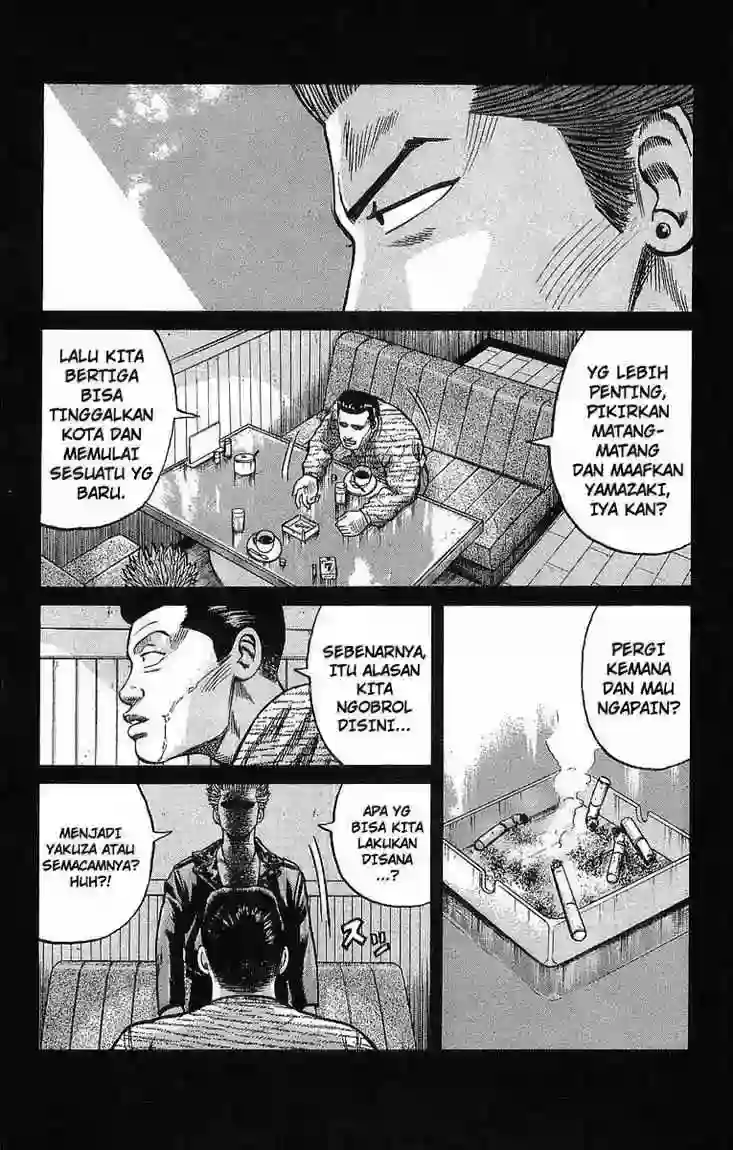 YG LEBIH
PENTING,
PIKIRKAN
MATANG-
MATANG
DAN MAAFKAN
YAMAZAKI,
IYA KAN?
LALU KITA
BERTIGA
BISA
TINGGALKAN
KOTA DAN
MEMULAI
SESUATU YG
BARU.
PERGI
KEMANA
DAN MAU
NGAPAIN?
SEBENARNYA,
ITU ALASAN
KITA
NGOBROL
DISINI...
APA YG
BISA KITA
LAKUKAN
DISANA
...?
MENJADI
YAKUZA ATAU
SEMACAMNYA?
HUH?!
ズッ